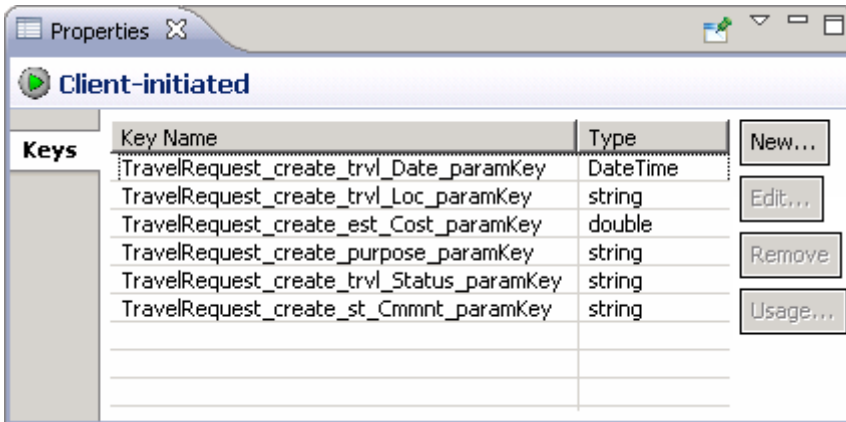 Properties
Client-initiated
Keys
Key Name Type
TravelRequest_create_trvl_Date_paramKey DateTime
TravelRequest_create_trvl_Loc_paramKey string
TravelRequest_create_est_Cost_paramKey double
TravelRequest_create_purpose_paramKey string
TravelRequest_create_trvl_Status_paramKey string
TravelRequest_create_st_Cmmnt_paramKey string
New...
Edit...
Remove
Usage...